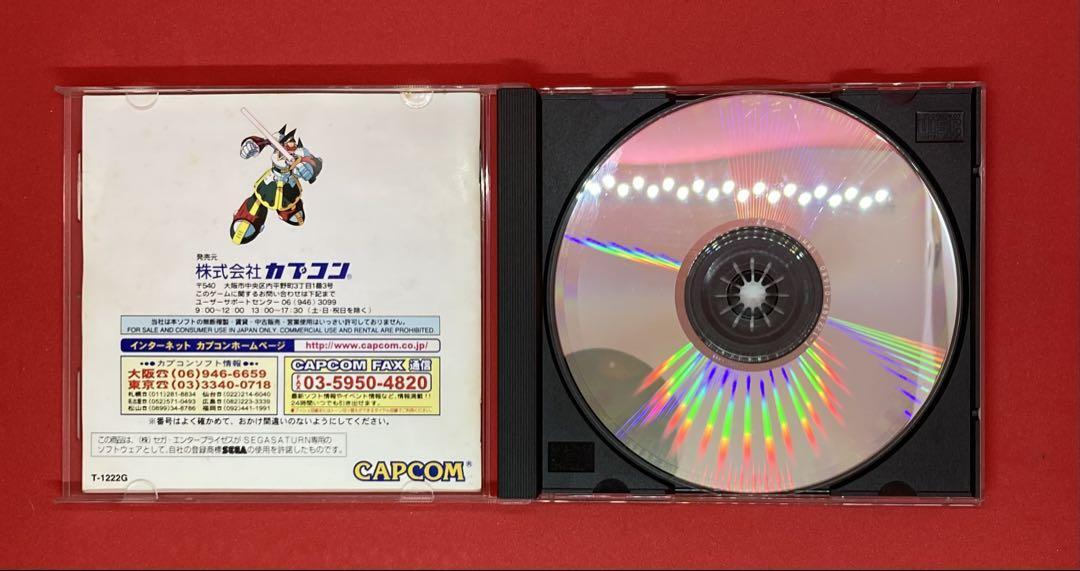 発売元
株式会社 カプコン®
〒540 大阪市中央区内平野町3丁目1番3号
このゲームに関するお問い合わせは下記まで
ユーザーサポートセンター 06(946)3099
9:00〜12:00 13:00〜17:30(土・日・祝日を除く)
当社は本ソフトの無断複製・賃貸・中古販売・営業使用はいっさい許可しておりません。
FOR SALE AND CONSUMER USE IN JAPAN ONLY. COMMERCIAL USE AND RENTAL ARE PROHIBITED.
インターネット カプコンホームページ http://www.capcom.co.jp/
●●● カプコンソフト情報 ●●●
大阪☎(06)946-6659
東京☎(03)3340-0718
札幌市(011)281-8834 仙台市(022)214-6040
名古屋市(052)571-0493 広島市(082)223-3339
松山市(0899)34-8786 福岡市(092)441-1991
CAPCOM FAX 通信
FAX 03-5950-4820
最新ソフト情報やイベント情報など、情報満載!!
24時間いつでも引き出せます。
※番号はよく確かめて、おかけ間違いのないようにしてください。
この商品は、(株)セガ・エンタープライゼスがSEGASATURN専用の
ソフトウェアとして、自社の登録商標SEGAの使用を許諾したものです。
CAPCOM®
T-1222G